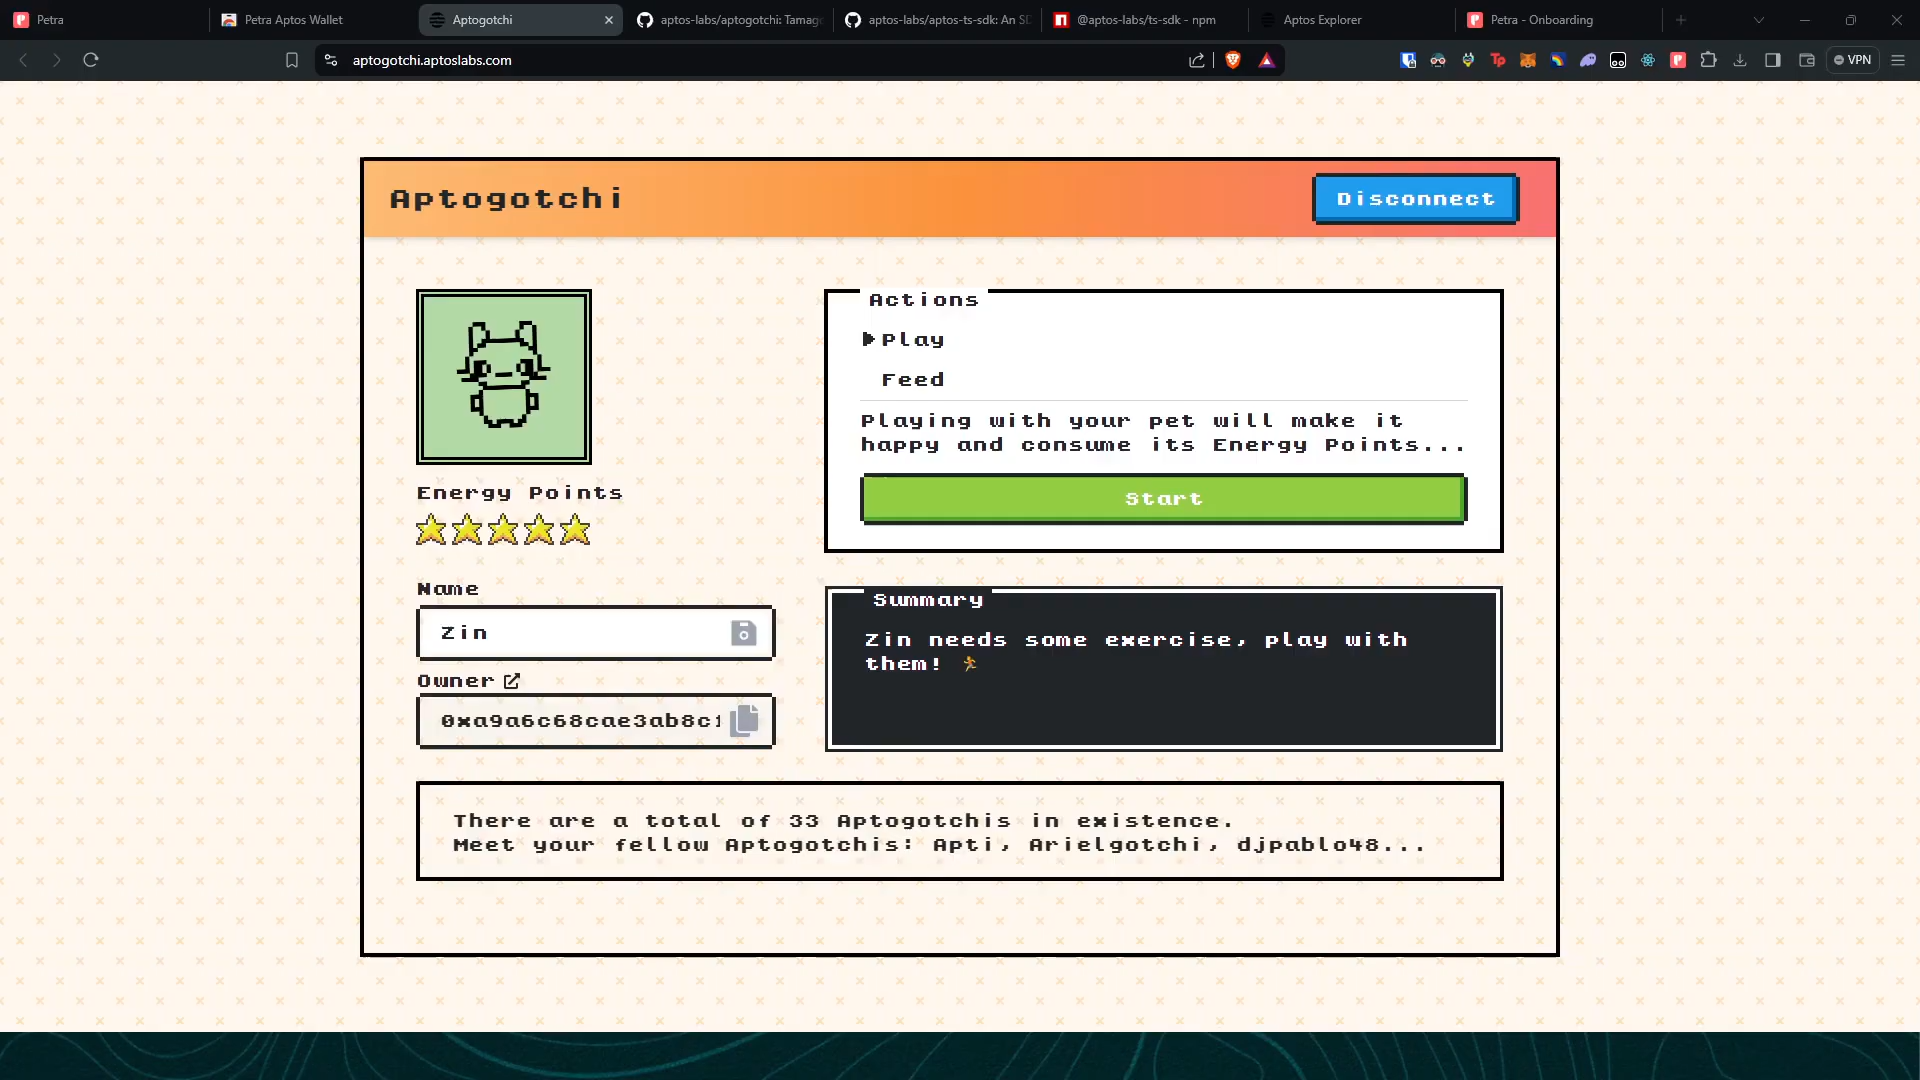 Petra
Petra Aptos Wallet
Aptogotchi
aptos-labs/aptogotchi: Tamag
aptos-labs/aptos-ts-sdk: An SD
@aptos-labs/ts-sdk - npm
Aptos Explorer
Petra - Onboarding
aptogotchi.aptoslabs.com
VPN
Aptogotchi
Disconnect
Energy Points
Name
Zin
Owner
0xa9a6c68cae3ab8c1
Actions
Play
Feed
Playing with your pet will make it
happy and consume its Energy Points...
Start
Summary
Zin needs some exercise, play with
them! 🏃
There are a total of 33 Aptogotchis in existence.
Meet your fellow Aptogotchis: Apti, Arielgotchi, djpablo48...